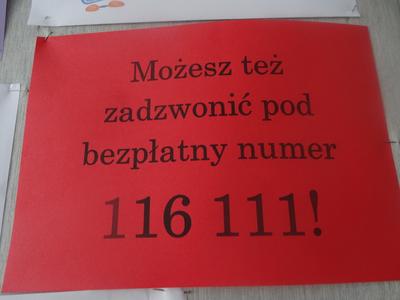 Możesz też
zadzwonić pod
bezpłatny numer
116 111!